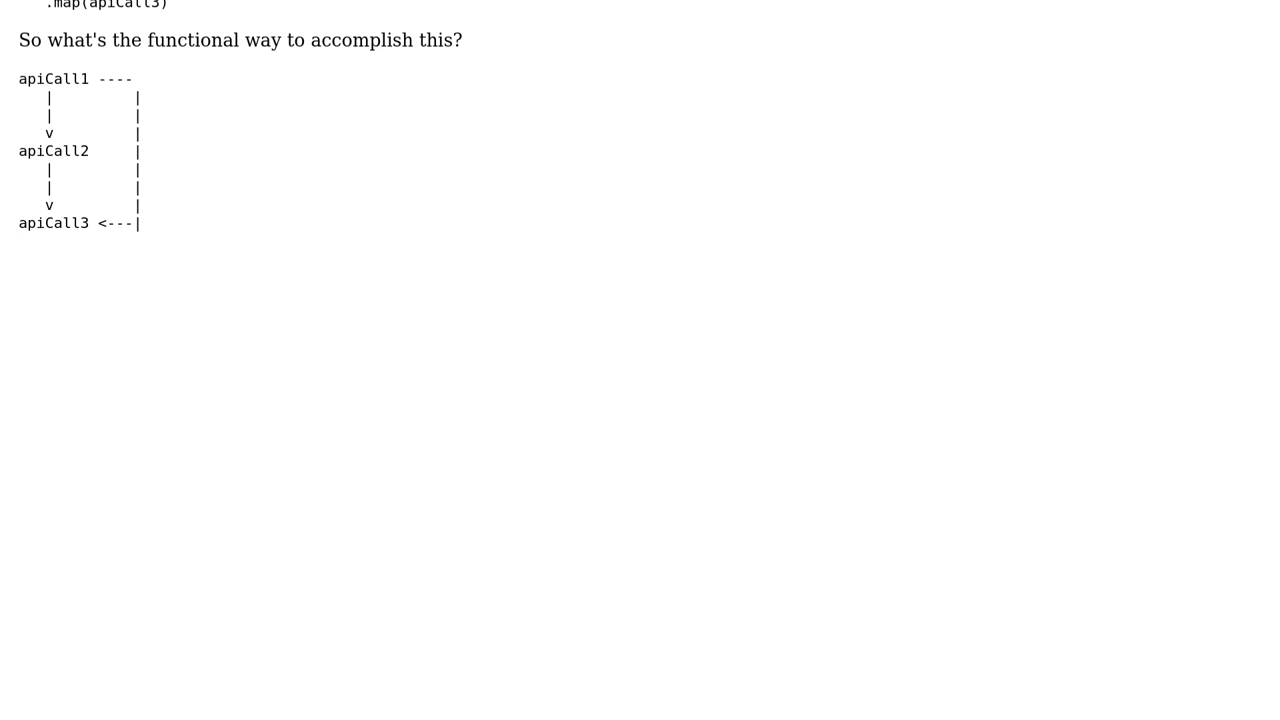 .map(apiCall3)
So what's the functional way to accomplish this?
apiCall1 ----
   |         |
   |         |
   v         |
apiCall2     |
   |         |
   |         |
   v         |
apiCall3 <---|